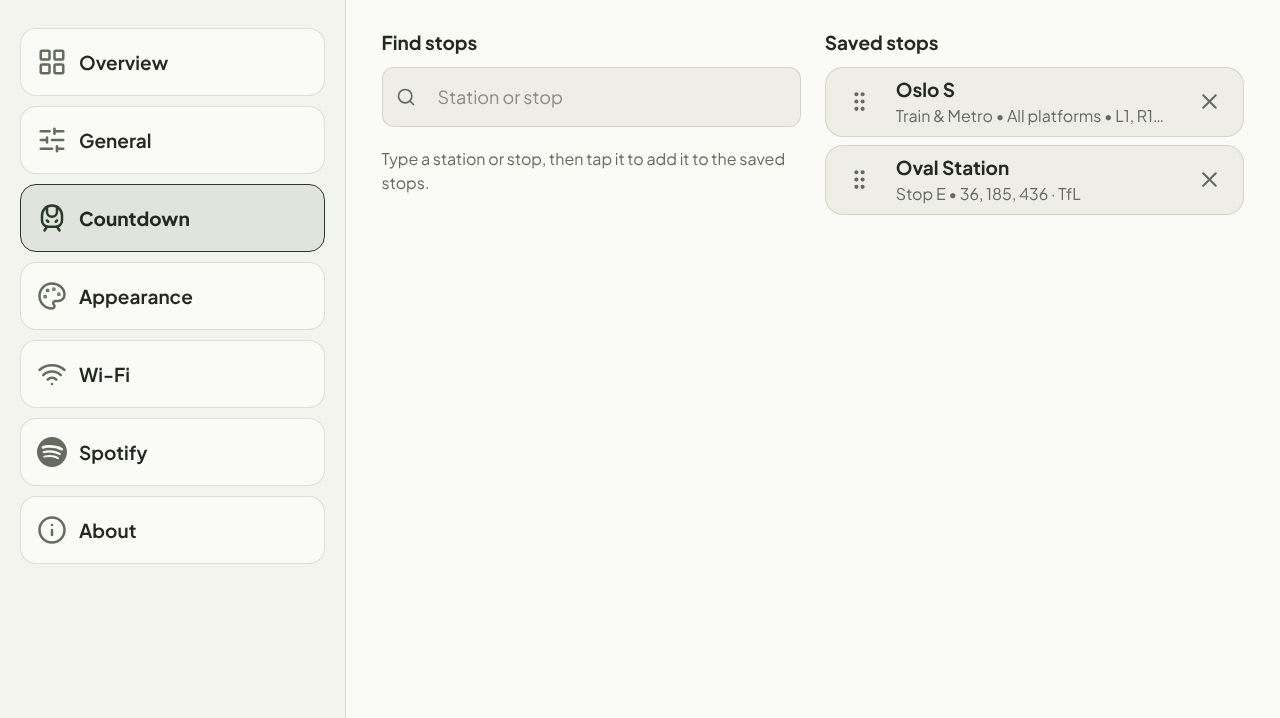 Overview
General
Countdown
Appearance
Wi-Fi
Spotify
About
Find stops
Station or stop
Type a station or stop, then tap it to add it to the saved
stops.
Saved stops
Oslo S
Train & Metro • All platforms • L1, R1…
Oval Station
Stop E • 36, 185, 436 · TfL